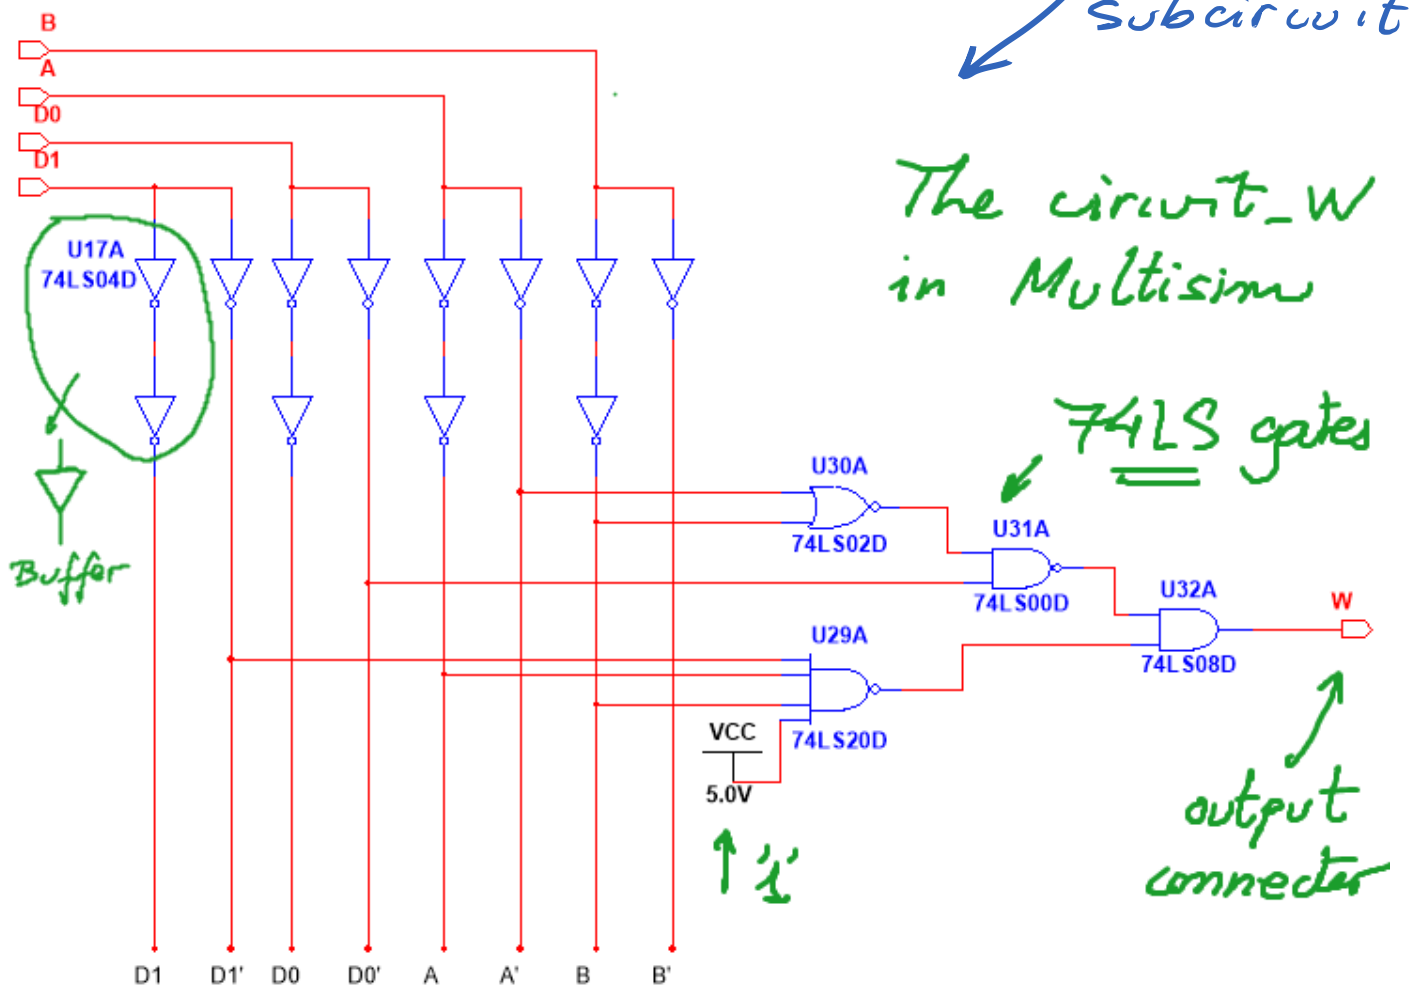 subcircuit
B
A
D0
D1
The circuit_W
in Multisim
U17A
74LS04D
74LS gates
Buffer
U30A
74LS02D
U31A
74LS00D
U32A
74LS08D
W
U29A
74LS20D
VCC
5.0V
'1'
output
connector
D1 D1' D0 D0' A A' B B'